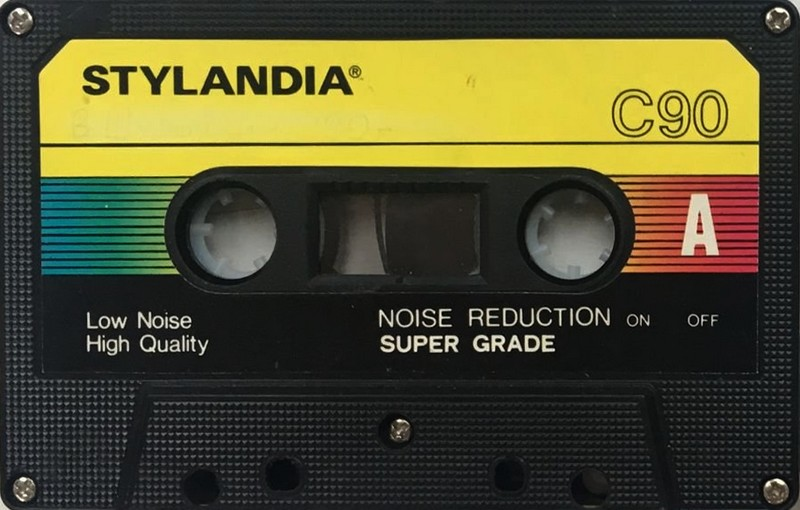 STYLANDIA®
C90
A
Low Noise
High Quality
NOISE REDUCTION ON OFF
SUPER GRADE